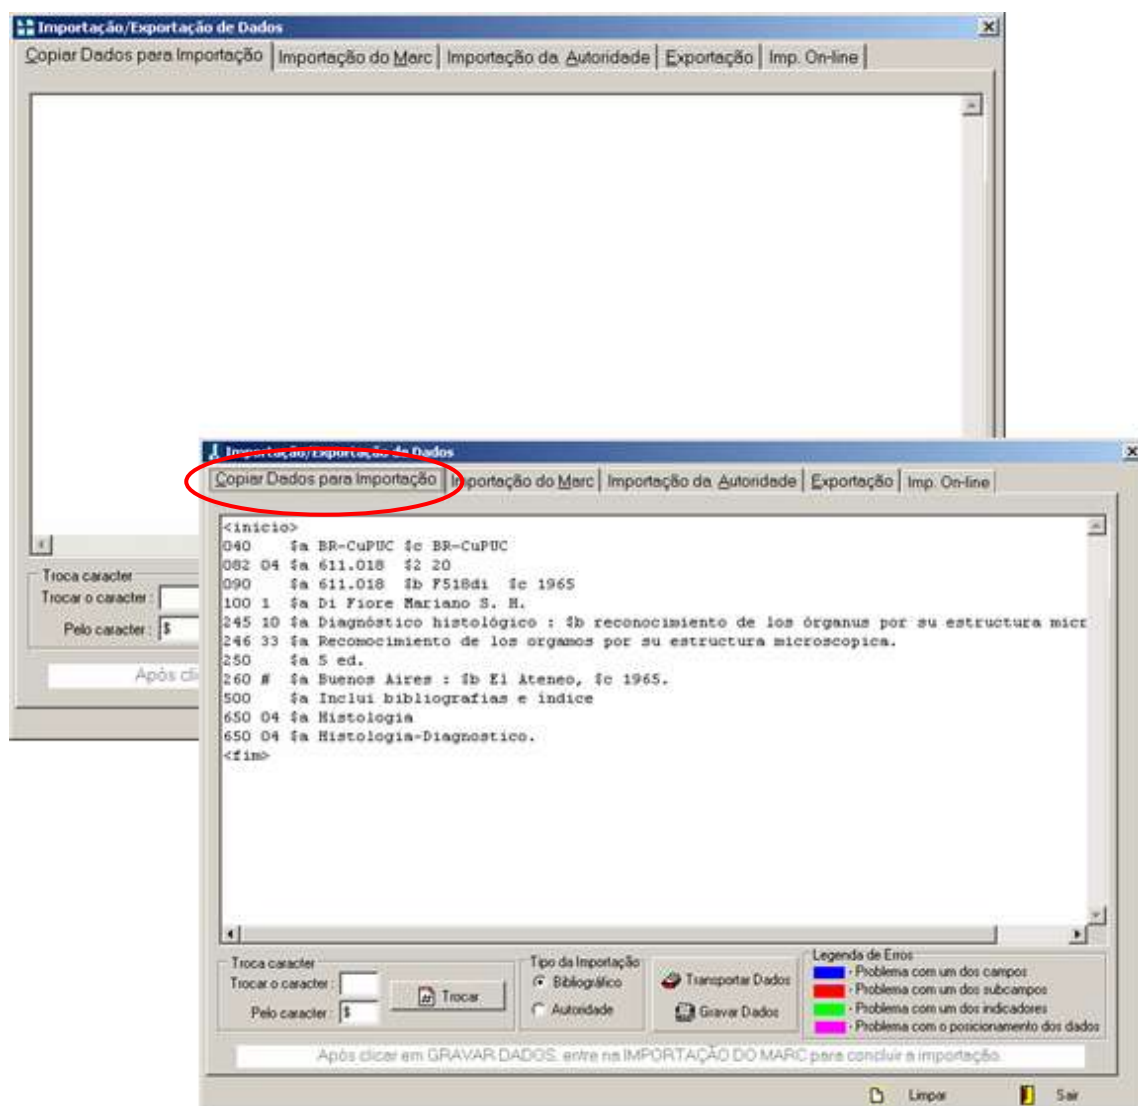 Importação/Exportação de Dados
Copiar Dados para Importação Importação do Marc Importação da Autoridade Exportação Imp. On-line
Troca caracter
Trocar o caracter :
Pelo caracter : $
Após cli
Importação/Exportação de Dados
Copiar Dados para Importação Importação do Marc Importação da Autoridade Exportação Imp. On-line
<inicio>
040 $a BR-CuPUC $c BR-CuPUC
082 04 $a 611.018 $2 20
090 $a 611.018 $b F518di $c 1965
100 1 $a Di Fiore Mariano S. H.
245 10 $a Diagnóstico histológico : $b reconocimiento de los órganus por su estructura micr
246 33 $a Reconocimiento de los orgamos por su estructura microscopica.
250 $a 5 ed.
260 # $a Buenos Aires : $b El Ateneo, $c 1965.
500 $a Inclui bibliografias e indice
650 04 $a Histologia
650 04 $a Histologia-Diagnostico.
<fim>
Troca caracter
Trocar o caracter :
Pelo caracter : $
Trocar
Tipo da Importação
Bibliográfico
Autoridade
Transportar Dados
Gravar Dados
Legenda de Erros
- Problema com um dos campos
- Problema com um dos subcampos
- Problema com um dos indicadores
- Problema com o posicionamento dos dados
Após clicar em GRAVAR DADOS, entre na IMPORTAÇÃO DO MARC para concluir a importação.
Limpar Sair